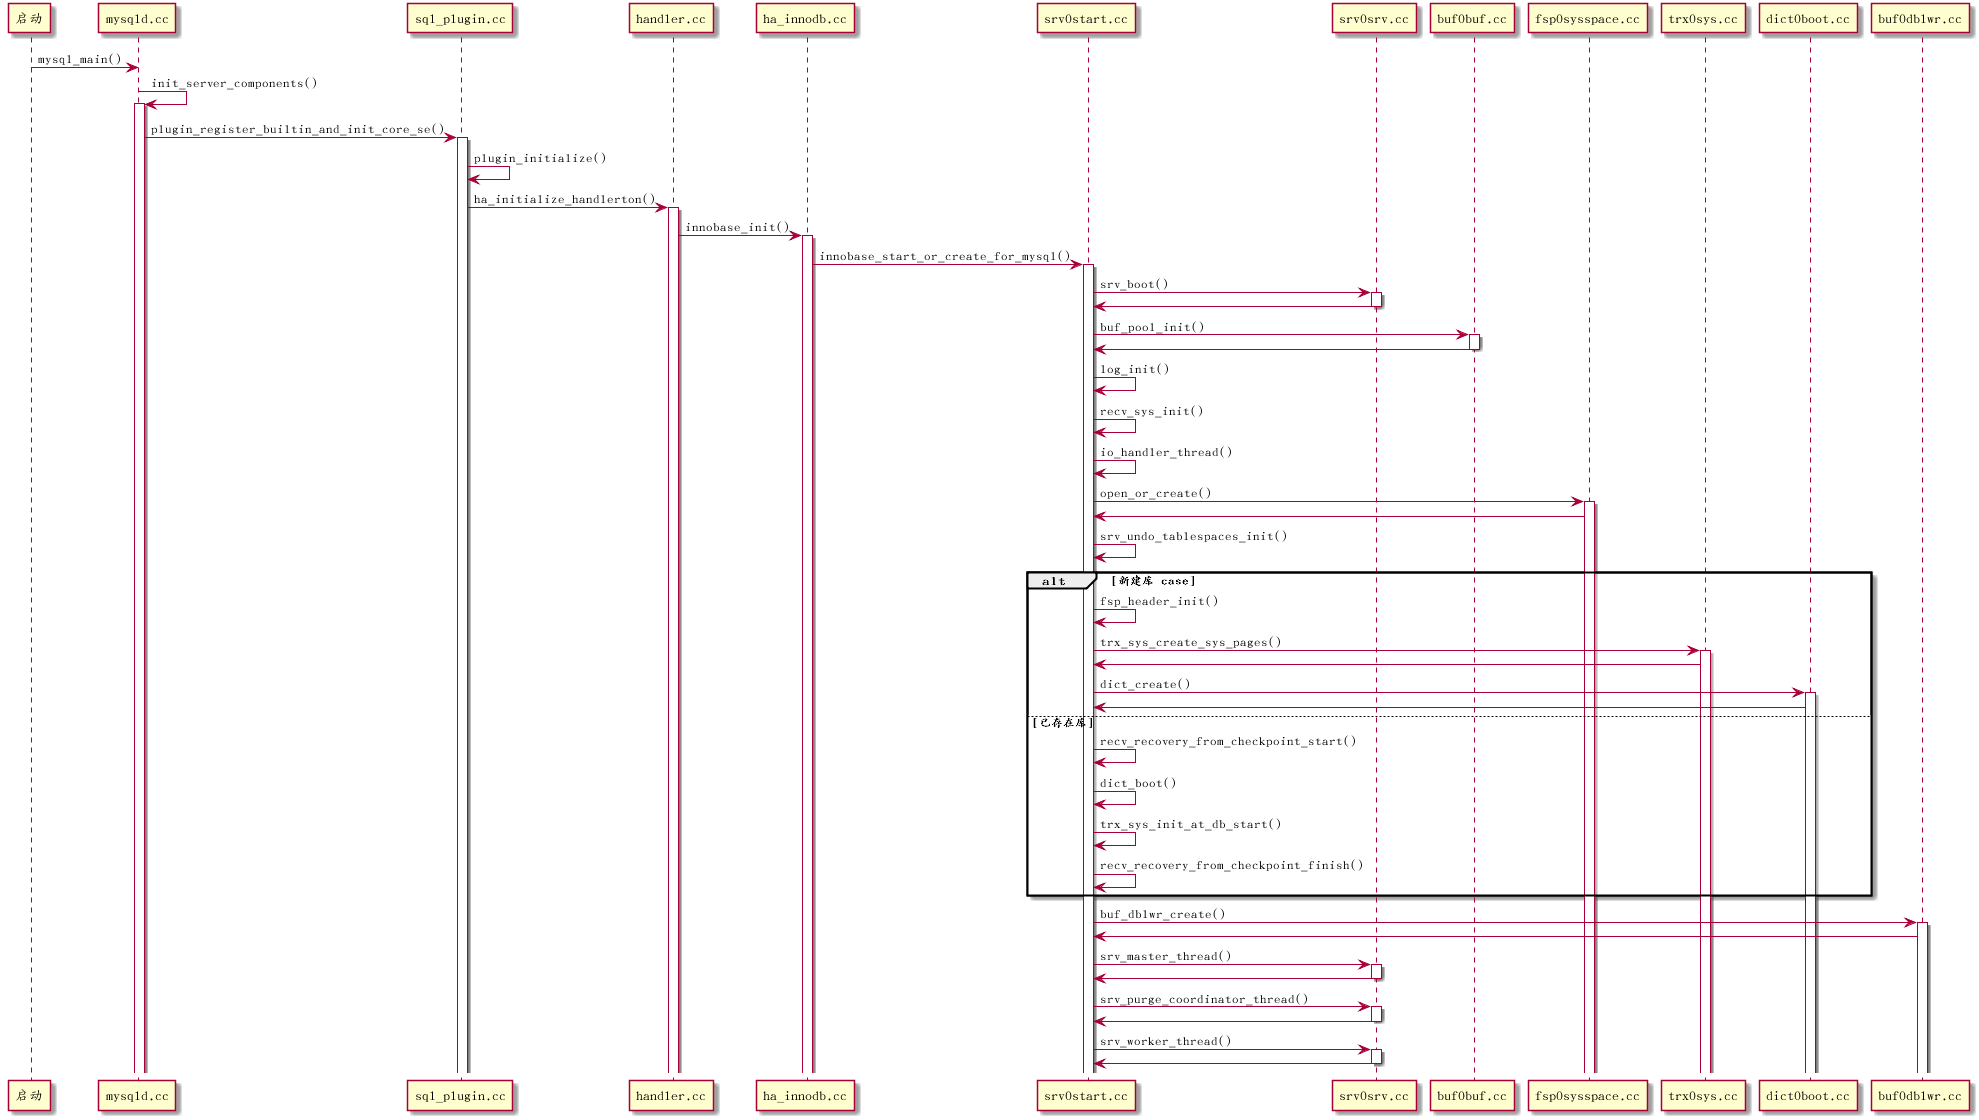 启动 mysqld.cc sql_plugin.cc handler.cc ha_innodb.cc srv0start.cc srv0srv.cc buf0buf.cc fsp0sysspace.cc trx0sys.cc dict0boot.cc buf0dblwr.cc
mysql_main()
init_server_components()
plugin_register_builtin_and_init_core_se()
plugin_initialize()
ha_initialize_handlerton()
innobase_init()
innobase_start_or_create_for_mysql()
srv_boot()
buf_pool_init()
log_init()
recv_sys_init()
io_handler_thread()
open_or_create()
srv_undo_tablespaces_init()
alt [新建库 case]
fsp_header_init()
trx_sys_create_sys_pages()
dict_create()
[已存在库]
recv_recovery_from_checkpoint_start()
dict_boot()
trx_sys_init_at_db_start()
recv_recovery_from_checkpoint_finish()
buf_dblwr_create()
srv_master_thread()
srv_purge_coordinator_thread()
srv_worker_thread()
启动 mysqld.cc sql_plugin.cc handler.cc ha_innodb.cc srv0start.cc srv0srv.cc buf0buf.cc fsp0sysspace.cc trx0sys.cc dict0boot.cc buf0dblwr.cc